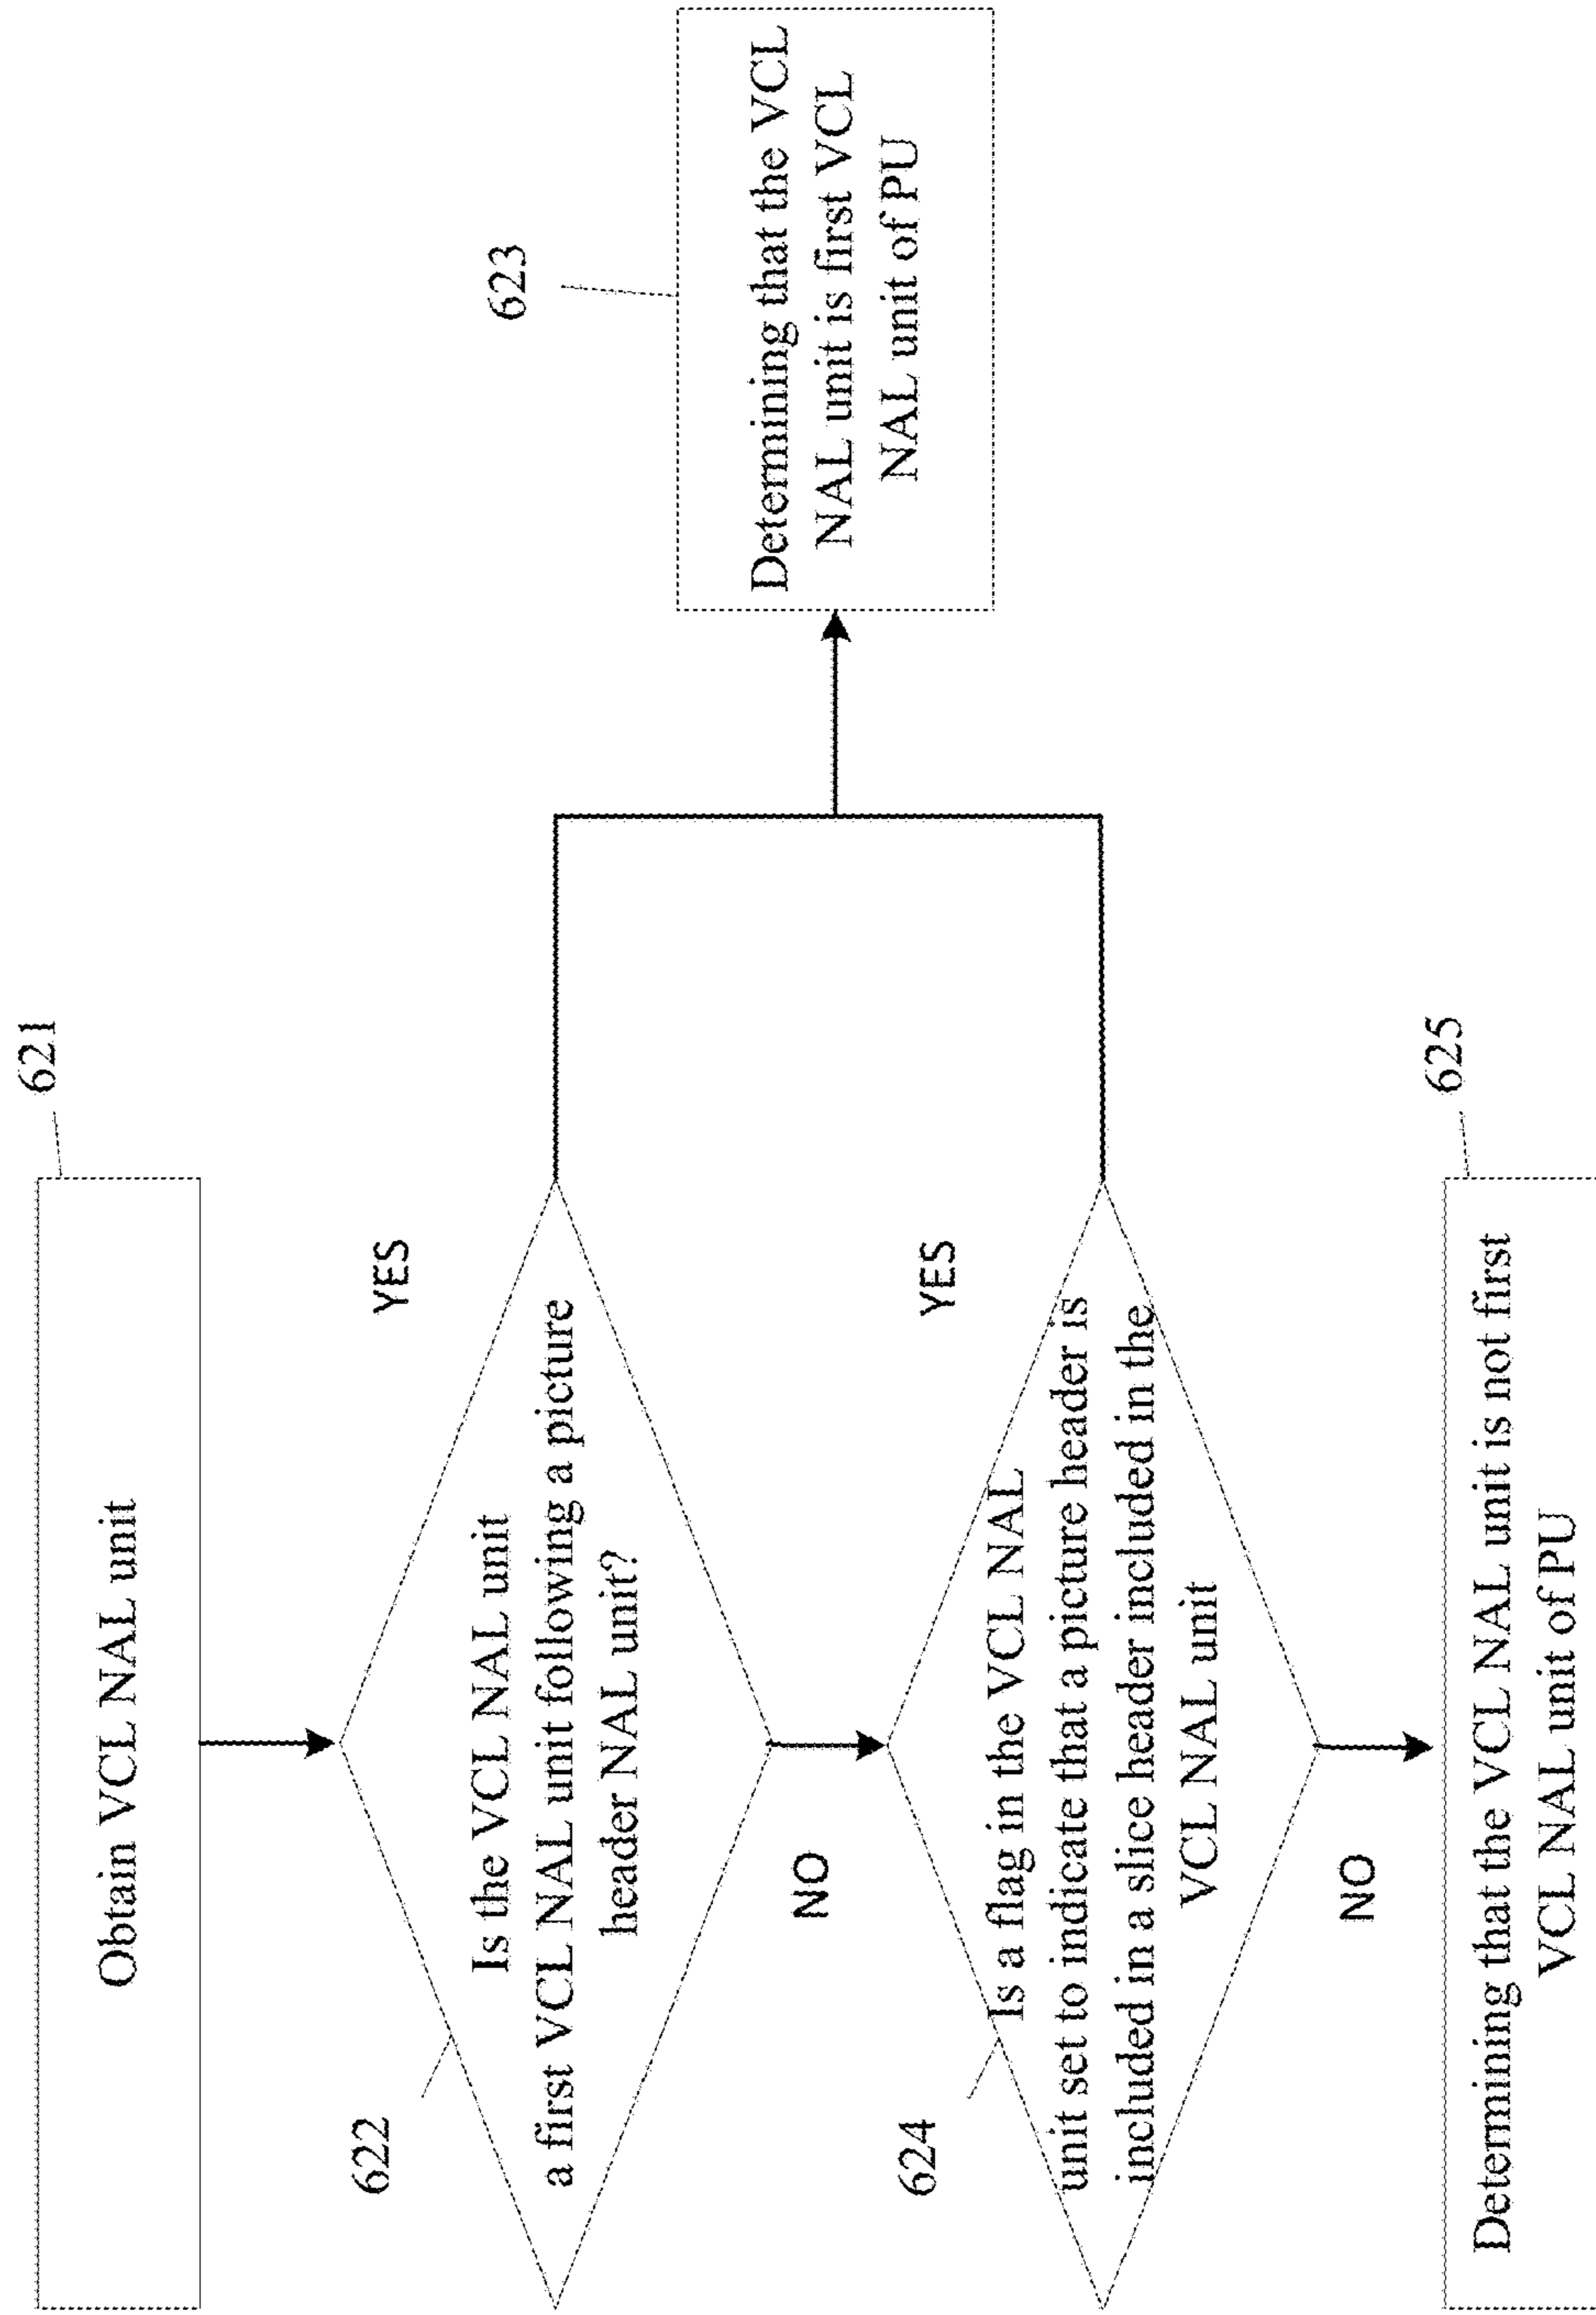 621
Obtain VCL NAL unit
622
Is the VCL NAL unit
a first VCL NAL unit following a picture
header NAL unit?
YES
NO
623
Determining that the VCL
NAL unit is first VCL
NAL unit of PU
624
Is a flag in the VCL NAL
unit set to indicate that a picture header is
included in a slice header included in the
VCL NAL unit
YES
NO
625
Determining that the VCL NAL unit is not first
VCL NAL unit of PU